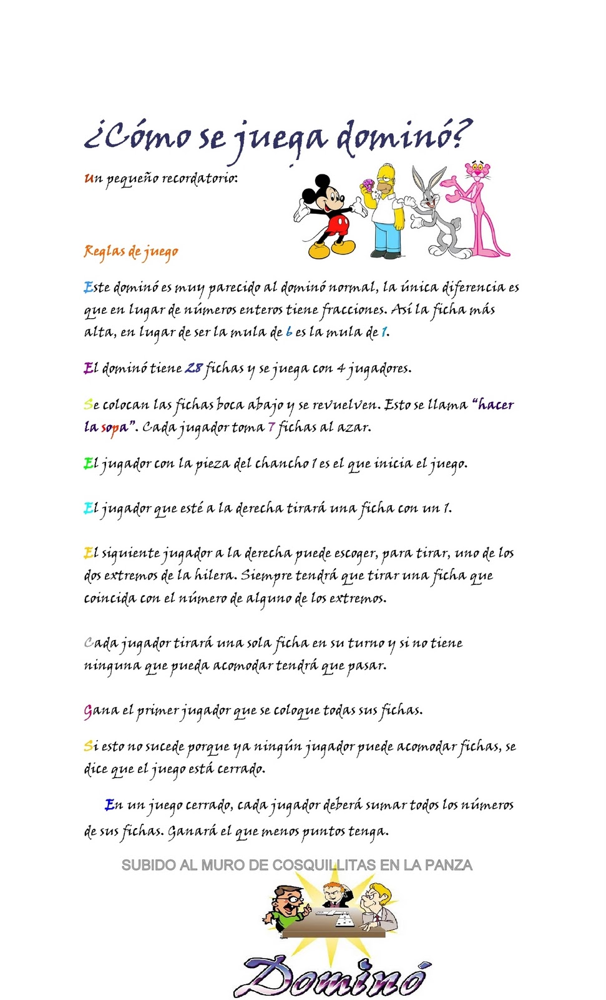 ¿Cómo se juega dominó?
Un pequeño recordatorio:
Reglas de juego
Este dominó es muy parecido al dominó normal, la única diferencia es
que en lugar de números enteros tiene fracciones. Así la ficha más
alta, en lugar de ser la mula de 6 es la mula de 1.
El dominó tiene 28 fichas y se juega con 4 jugadores.
Se colocan las fichas boca abajo y se revuelven. Esto se llama “hacer
la sopa”. Cada jugador toma 7 fichas al azar.
El jugador con la pieza del chancho 1 es el que inicia el juego.
El jugador que esté a la derecha tirará una ficha con un 1.
El siguiente jugador a la derecha puede escoger, para tirar, uno de los
dos extremos de la hilera. Siempre tendrá que tirar una ficha que
coincida con el número de alguno de los extremos.
Cada jugador tirará una sola ficha en su turno y si no tiene
ninguna que pueda acomodar tendrá que pasar.
Gana el primer jugador que se coloque todas sus fichas.
Si esto no sucede porque ya ningún jugador puede acomodar fichas, se
dice que el juego está cerrado.
En un juego cerrado, cada jugador deberá sumar todos los números
de sus fichas. Ganará el que menos puntos tenga.
SUBIDO AL MURO DE COSQUILLITAS EN LA PANZA
Dominó